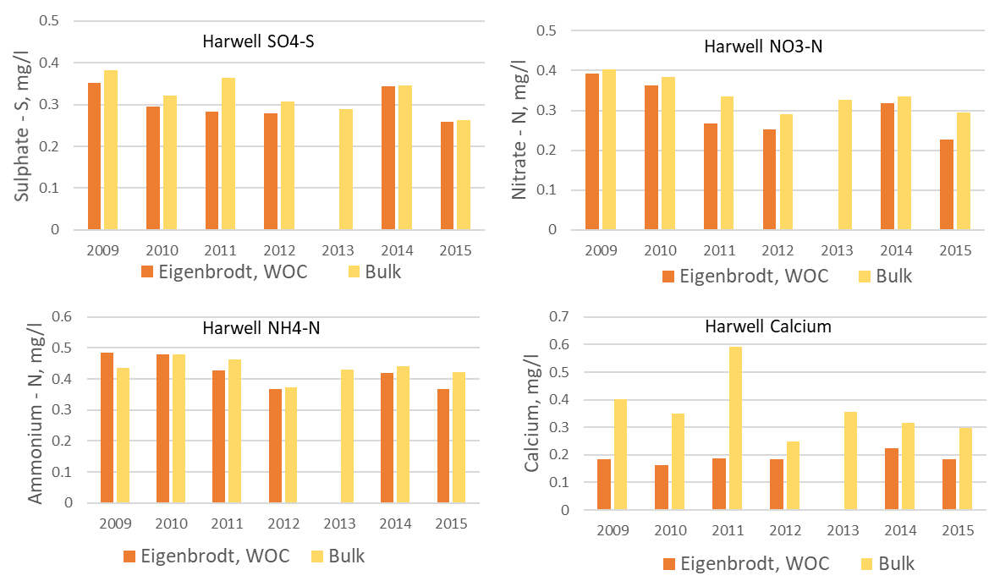 Harwell SO4-S
Sulphate - S, mg/l
0.5
0.4
0.3
0.2
0.1
0
2009 2010 2011 2012 2013 2014 2015
Eigenbrodt, WOC Bulk
Harwell NO3-N
Nitrate - N, mg/l
0.5
0.4
0.3
0.2
0.1
0
2009 2010 2011 2012 2013 2014 2015
Eigenbrodt, WOC Bulk
Harwell NH4-N
Ammonium - N, mg/l
0.6
0.5
0.4
0.3
0.2
0.1
0
2009 2010 2011 2012 2013 2014 2015
Eigenbrodt, WOC Bulk
Harwell Calcium
Calcium, mg/l
0.7
0.6
0.5
0.4
0.3
0.2
0.1
0
2009 2010 2011 2012 2013 2014 2015
Eigenbrodt, WOC Bulk